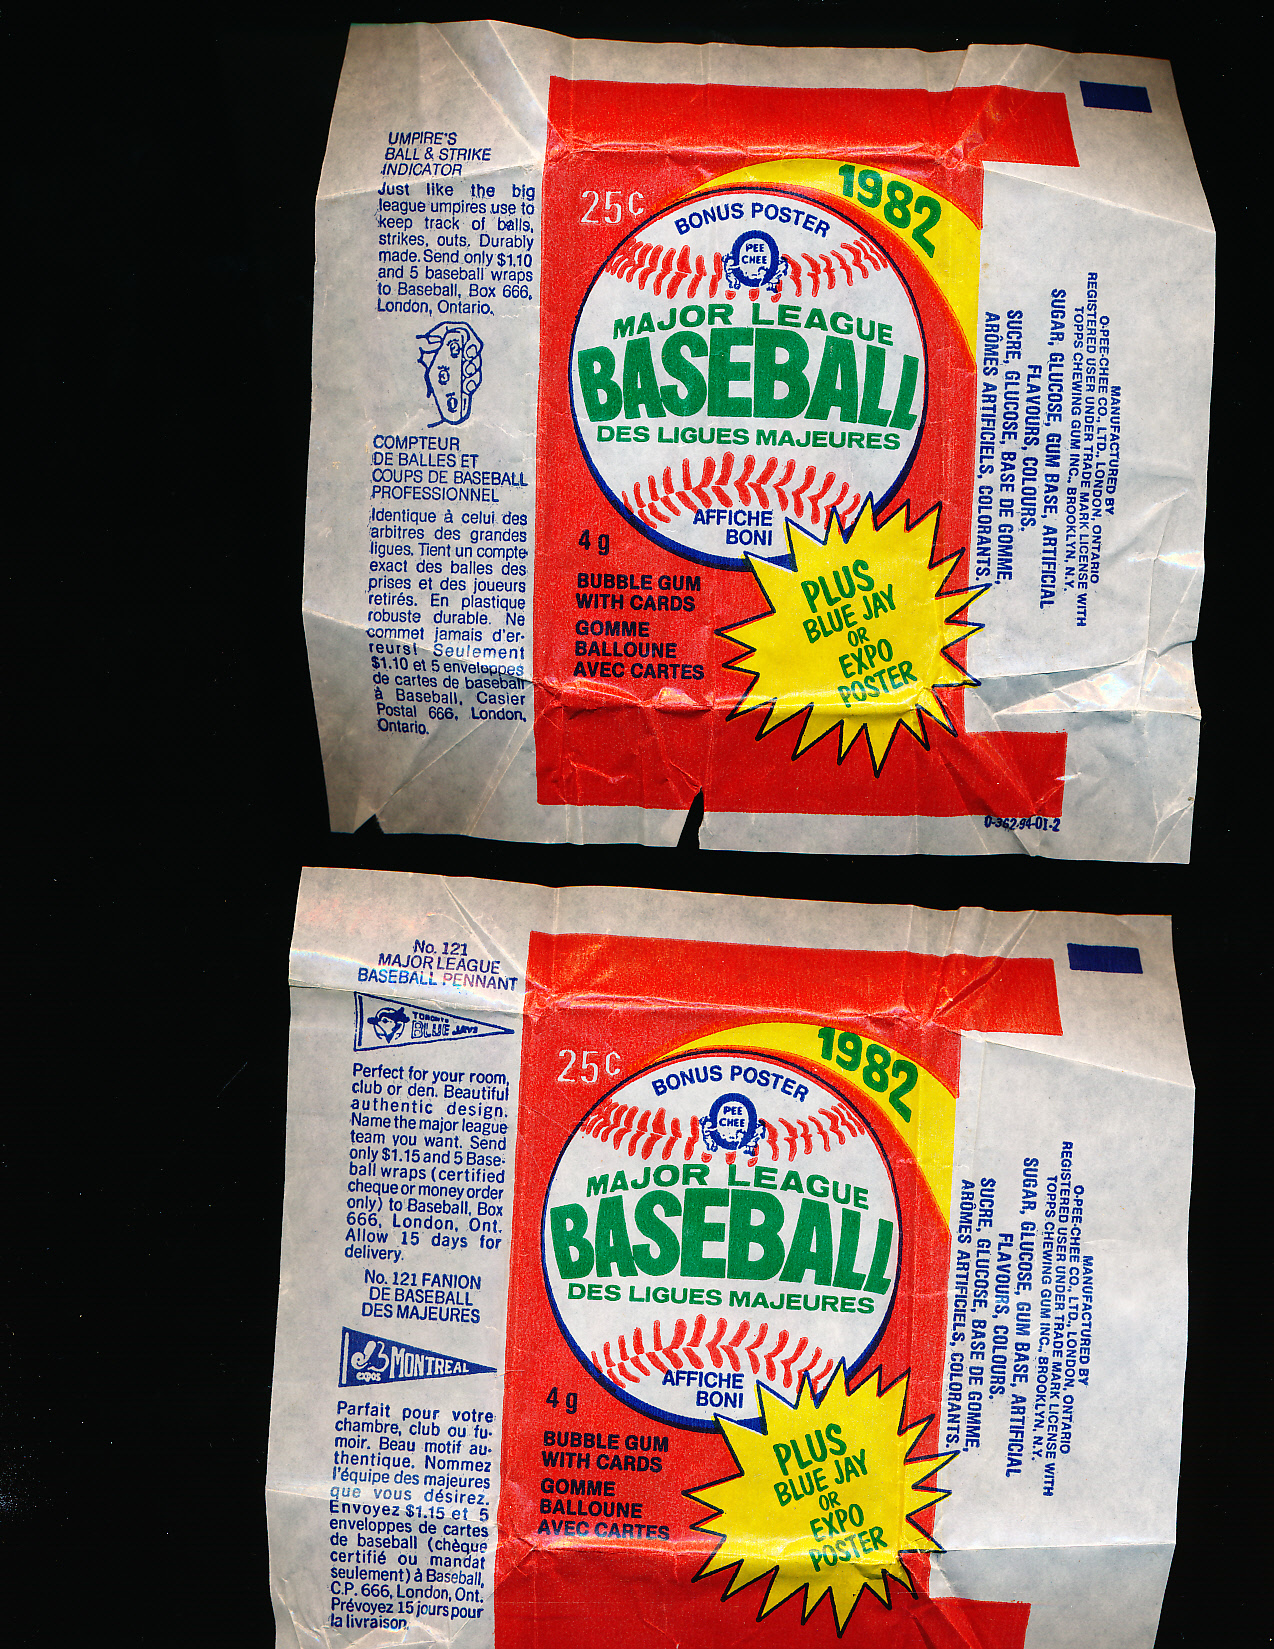 UMPIRE'S
BALL & STRIKE
INDICATOR
Just like the big
league umpires use to
keep track of balls,
strikes, outs. Durably
made. Send only $1.10
and 5 baseball wraps
to Baseball, Box 666,
London, Ontario.
COMPTEUR
DE BALLES ET
COUPS DE BASEBALL
PROFESSIONNEL
Identique à celui des
arbitres des grandes
ligues. Tient un compte
exact des balles des
prises et des joueurs
retirés. En plastique
robuste durable. Ne
commet jamais d'er-
reurs! Seulement
$1.10 et 5 enveloppes
de cartes de baseball
à Baseball, Casier
Postal 666, London,
Ontario.
25¢
1982
BONUS POSTER
PEE
CHEE
MAJOR LEAGUE
BASEBALL
DES LIGUES MAJEURES
AFFICHE
BONI
4 g
BUBBLE GUM
WITH CARDS
GOMME
BALLOUNE
AVEC CARTES
PLUS
BLUE JAY
OR
EXPO
POSTER
MANUFACTURED BY
O-PEE-CHEE CO., LTD., LONDON, ONTARIO
REGISTERED USER UNDER TRADE MARK LICENSE WITH
TOPPS CHEWING GUM INC., BROOKLYN, N.Y.
SUGAR, GLUCOSE, GUM BASE, ARTIFICIAL
FLAVOURS, COLOURS.
SUCRE, GLUCOSE, BASE DE GOMME,
ARÔMES ARTIFICIELS, COLORANTS.
0-362-94-01-2
No. 121
MAJOR LEAGUE
BASEBALL PENNANT
TORONTO
BLUE JAYS
Perfect for your room,
club or den. Beautiful
authentic design.
Name the major league
team you want. Send
only $1.15 and 5 Base-
ball wraps (certified
cheque or money order
only) to Baseball, Box
666, London, Ont.
Allow 15 days for
delivery.
No. 121 FANION
DE BASEBALL
DES MAJEURES
expos MONTREAL
Parfait pour votre
chambre, club ou fu-
moir. Beau motif au-
thentique. Nommez
l'équipe des majeures
que vous désirez.
Envoyez $1.15 et 5
enveloppes de cartes
de baseball (chèque
certifié ou mandat
seulement) à Baseball,
C.P. 666, London, Ont.
Prévoyez 15 jours pour
la livraison.
25¢
1982
BONUS POSTER
PEE
CHEE
MAJOR LEAGUE
BASEBALL
DES LIGUES MAJEURES
AFFICHE
BONI
4 g
BUBBLE GUM
WITH CARDS
GOMME
BALLOUNE
AVEC CARTES
PLUS
BLUE JAY
OR
EXPO
POSTER
MANUFACTURED BY
O-PEE-CHEE CO., LTD., LONDON, ONTARIO
REGISTERED USER UNDER TRADE MARK LICENSE WITH
TOPPS CHEWING GUM INC., BROOKLYN, N.Y.
SUGAR, GLUCOSE, GUM BASE, ARTIFICIAL
FLAVOURS, COLOURS.
SUCRE, GLUCOSE, BASE DE GOMME,
ARÔMES ARTIFICIELS, COLORANTS.